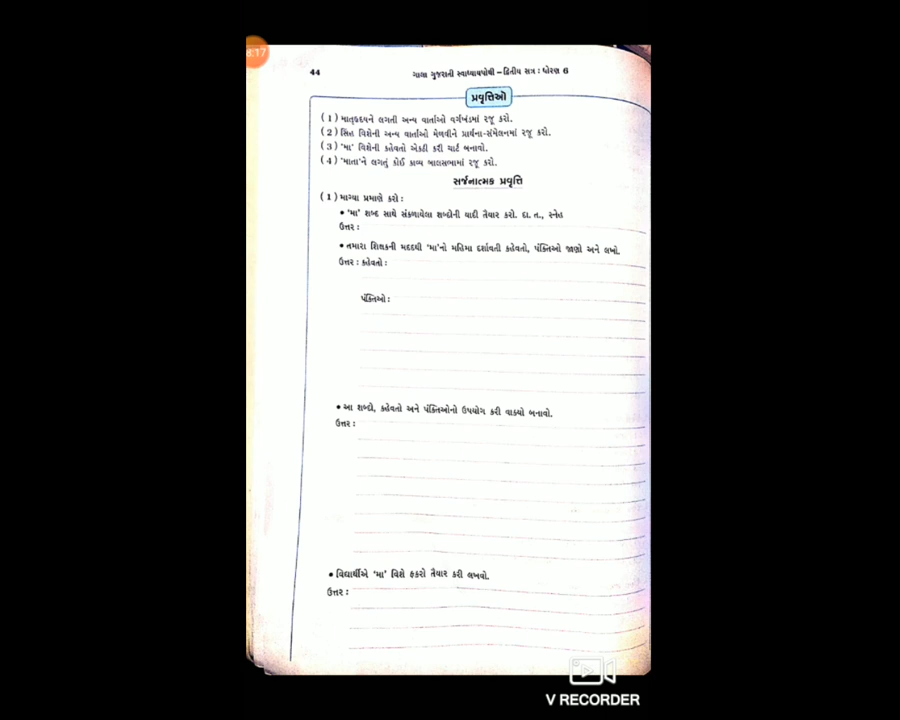 8:17
44
ગાલા ગુજરાતી સ્વાધ્યાયપોથી – દ્વિતીય સત્ર : ધોરણ 6
પ્રવૃત્તિઓ
( 1 ) માતૃહૃદયને લગતી અન્ય વાર્તાઓ વર્ગખંડમાં રજૂ કરો.
( 2 ) સિંહ વિશેની અન્ય વાર્તાઓ મેળવીને પ્રાર્થના-સંમેલનમાં રજૂ કરો.
( 3 ) ‘મા’ વિશેની કહેવતો એકઠી કરી ચાર્ટ બનાવો.
( 4 ) ‘માતા’ને લગતું કોઈ કાવ્ય બાલસભામાં રજૂ કરો.
સર્જનાત્મક પ્રવૃત્તિ
( 1 ) માગ્યા પ્રમાણે કરો :
• ‘મા’ શબ્દ સાથે સંકળાયેલા શબ્દોની યાદી તૈયાર કરો. દા. ત., સ્નેહ
ઉત્તર :
• તમારા શિક્ષકની મદદથી ‘મા’નો મહિમા દર્શાવતી કહેવતો, પંક્તિઓ જાણો અને લખો.
ઉત્તર : કહેવતો :
પંક્તિઓ :
• આ શબ્દો, કહેવતો અને પંક્તિઓનો ઉપયોગ કરી વાક્યો બનાવો.
ઉત્તર :
• વિદ્યાર્થીએ ‘મા’ વિશે ફકરો તૈયાર કરી લખવો.
ઉત્તર :
V RECORDER